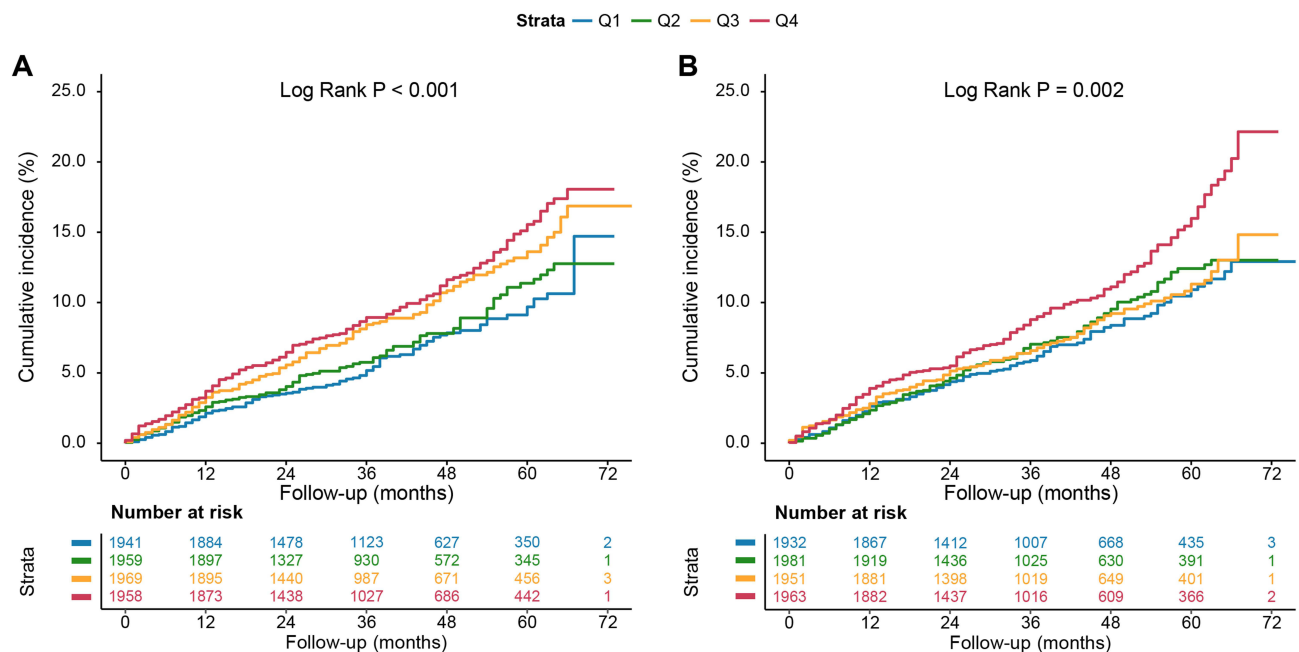 Strata Q1 Q2 Q3 Q4
A
Log Rank P < 0.001
Cumulative incidence (%)
25.0
20.0
15.0
10.0
5.0
0.0
0 12 24 36 48 60 72
Follow-up (months)
Number at risk
Strata
1941 1884 1478 1123 627 350 2
1959 1897 1327 930 572 345 1
1969 1895 1440 987 671 456 3
1958 1873 1438 1027 686 442 1
0 12 24 36 48 60 72
Follow-up (months)
B
Log Rank P = 0.002
Cumulative incidence (%)
25.0
20.0
15.0
10.0
5.0
0.0
0 12 24 36 48 60 72
Follow-up (months)
Number at risk
Strata
1932 1867 1412 1007 668 435 3
1981 1919 1436 1025 630 391 1
1951 1881 1398 1019 649 401 1
1963 1882 1437 1016 609 366 2
0 12 24 36 48 60 72
Follow-up (months)